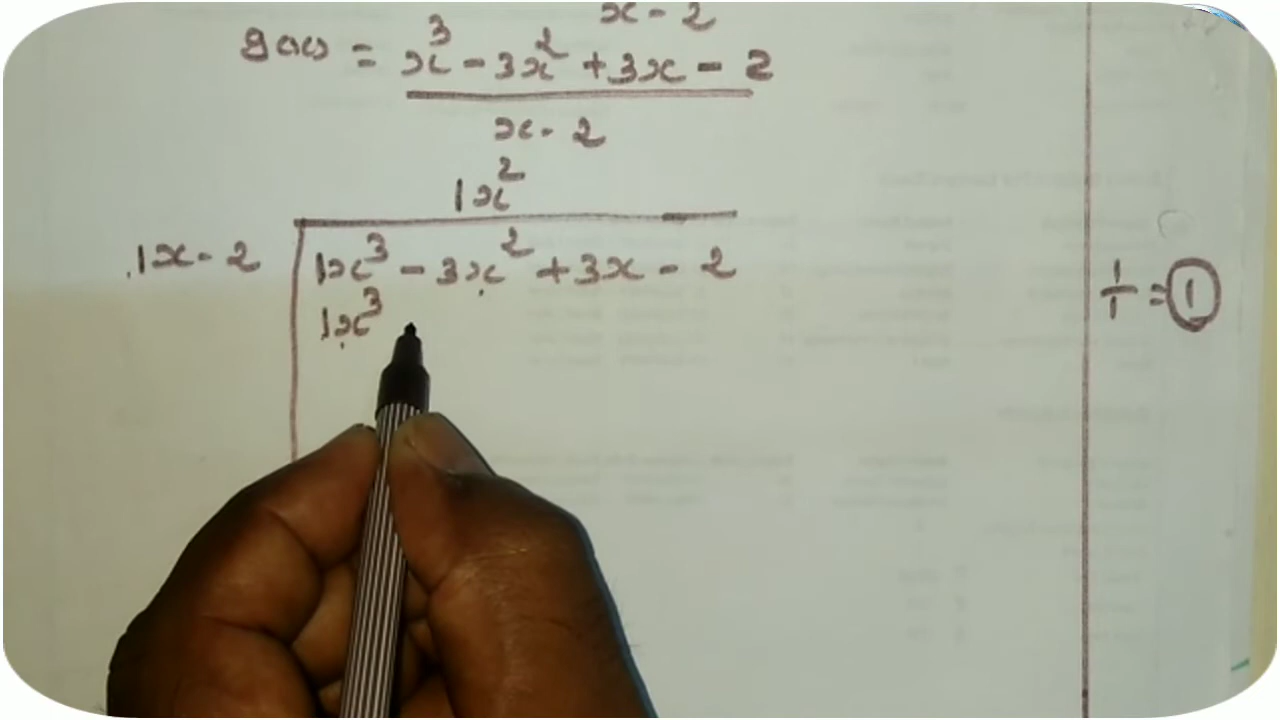 x - 2
g(x) = x³ - 3x² + 3x - 2
x - 2
1x²
1x - 2 1x³ - 3x² + 3x - 2
1x³
1/1 = 1